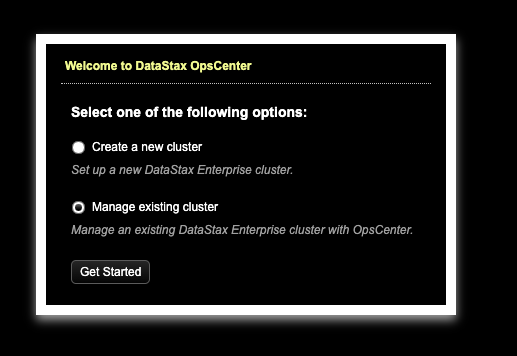 Welcome to DataStax OpsCenter
Select one of the following options:
Create a new cluster
Set up a new DataStax Enterprise cluster.
Manage existing cluster
Manage an existing DataStax Enterprise cluster with OpsCenter.
Get Started